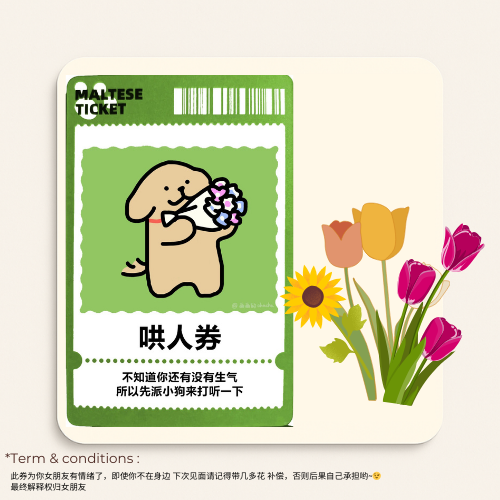 MALTESE
TICKET
哄人券
不知道你还有没有生气
所以先派小狗来打听一下
*Term & conditions :
此券为你女朋友有情绪了，即使你不在身边 下次见面请记得带几多花 补偿，否则后果自己承担哟~😉
最终解释权归女朋友